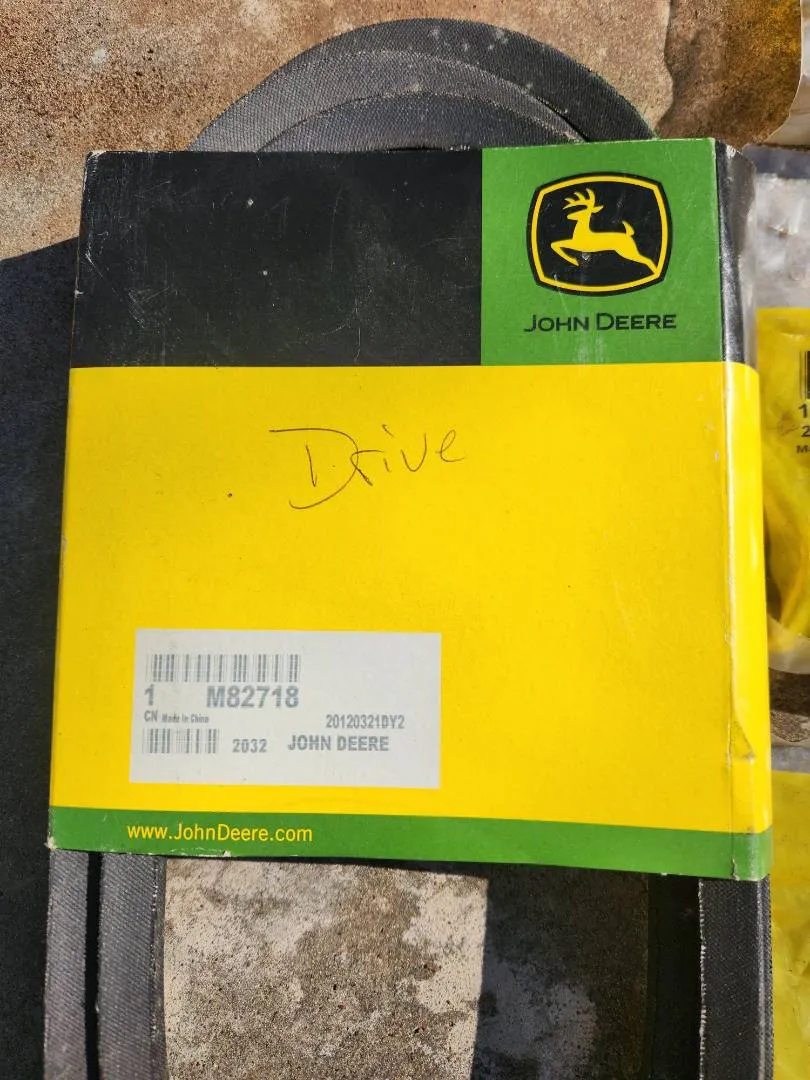 JOHN DEERE
Drive
1 M82718
CN Made In China 20120321DY2
2032 JOHN DEERE
www.JohnDeere.com